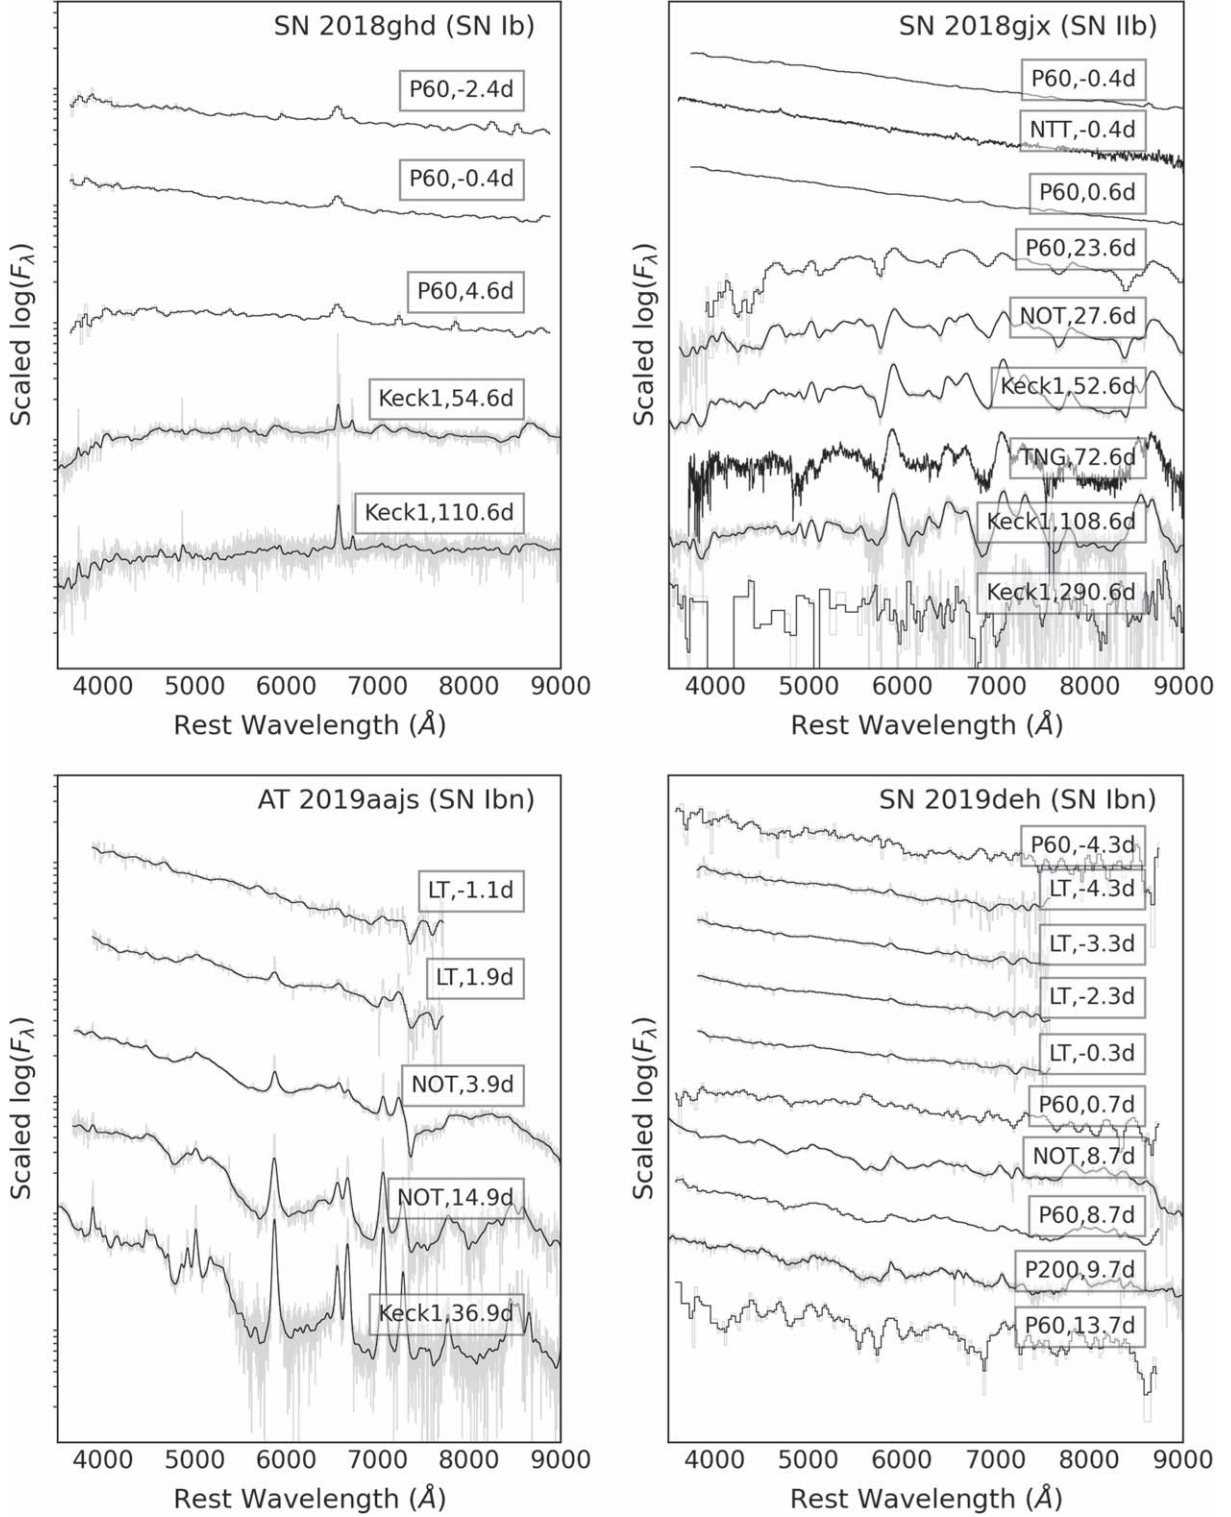 SN 2018ghd (SN Ib)
P60,-2.4d
P60,-0.4d
P60,4.6d
Keck1,54.6d
Keck1,110.6d
Scaled log(Fλ)
4000 5000 6000 7000 8000 9000
Rest Wavelength (Å)
SN 2018gjx (SN IIb)
P60,-0.4d
NTT,-0.4d
P60,0.6d
P60,23.6d
NOT,27.6d
Keck1,52.6d
TNG,72.6d
Keck1,108.6d
Keck1,290.6d
Scaled log(Fλ)
4000 5000 6000 7000 8000 9000
Rest Wavelength (Å)
AT 2019aajs (SN Ibn)
LT,-1.1d
LT,1.9d
NOT,3.9d
NOT,14.9d
Keck1,36.9d
Scaled log(Fλ)
4000 5000 6000 7000 8000 9000
Rest Wavelength (Å)
SN 2019deh (SN Ibn)
P60,-4.3d
LT,-4.3d
LT,-3.3d
LT,-2.3d
LT,-0.3d
P60,0.7d
NOT,8.7d
P60,8.7d
P200,9.7d
P60,13.7d
Scaled log(Fλ)
4000 5000 6000 7000 8000 9000
Rest Wavelength (Å)